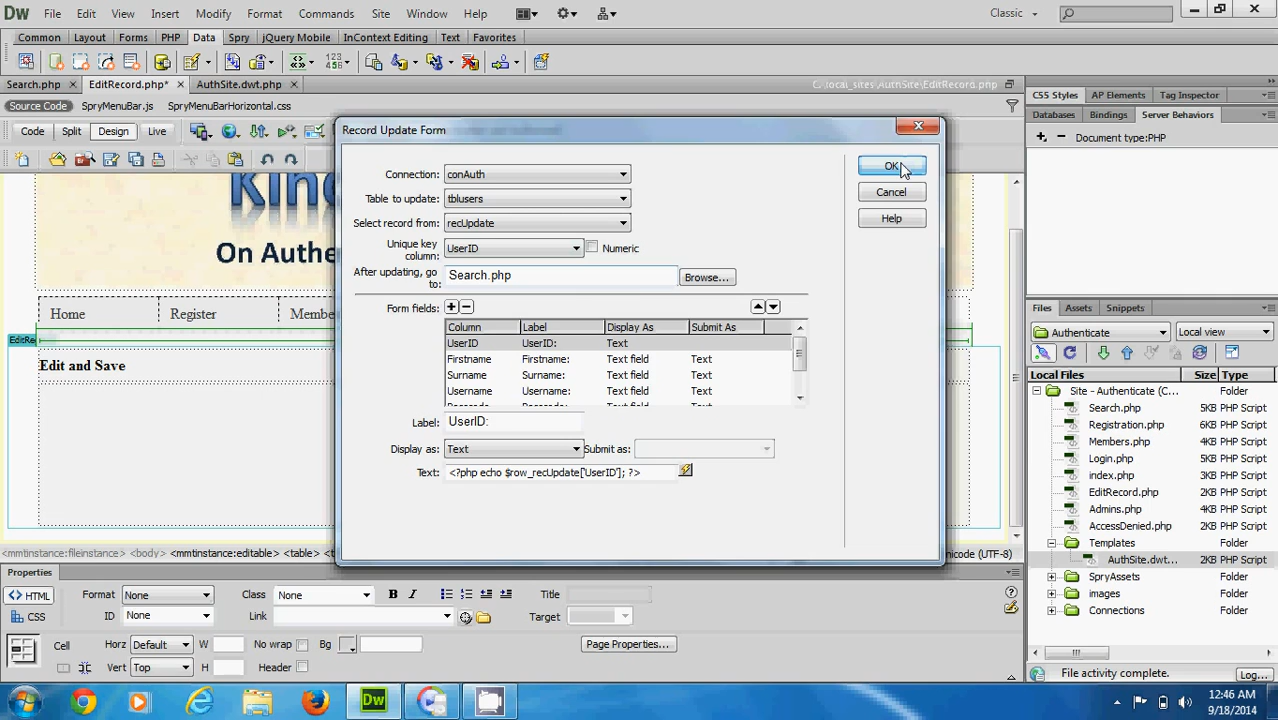 Dw File Edit View Insert Modify Format Commands Site Window Help Classic
Common Layout Forms PHP Data Spry jQuery Mobile InContext Editing Text Favorites
Search.php × EditRecord.php* × AuthSite.dwt.php × C:\local_sites\AuthSite\EditRecord.php
Source Code SpryMenuBar.js SpryMenuBarHorizontal.css
Code Split Design Live
On Authe
Home Register Membe
EditRec
Edit and Save
Record Update Form
Connection: conAuth
Table to update: tblusers
Select record from: recUpdate
Unique key column: UserID Numeric
After updating, go to: Search.php Browse...
Form fields:
Column Label Display As Submit As
UserID UserID: Text
Firstname Firstname: Text field Text
Surname Surname: Text field Text
Username Username: Text field Text
Label: UserID:
Display as: Text Submit as:
Text: <?php echo $row_recUpdate['UserID']; ?>
OK
Cancel
Help
CSS Styles AP Elements Tag Inspector
Databases Bindings Server Behaviors
Document type:PHP
Files Assets Snippets
Authenticate Local view
Local Files Size Type
Site - Authenticate (C... Folder
Search.php 5KB PHP Script
Registration.php 6KB PHP Script
Members.php 4KB PHP Script
Login.php 5KB PHP Script
index.php 2KB PHP Script
EditRecord.php 2KB PHP Script
Admins.php 4KB PHP Script
AccessDenied.php 2KB PHP Script
Templates Folder
AuthSite.dwt... 2KB PHP Script
SpryAssets Folder
images Folder
Connections Folder
File activity complete. Log...
<mmtinstance:fileinstance> <body> <mmtinstance:editable> <table> nicode (UTF-8)
Properties
<> HTML Format None Class None B I Title
CSS ID None Link Target
Cell Horz Default W No wrap Bg Page Properties...
Vert Top H Header
Dw 12:46 AM
9/18/2014